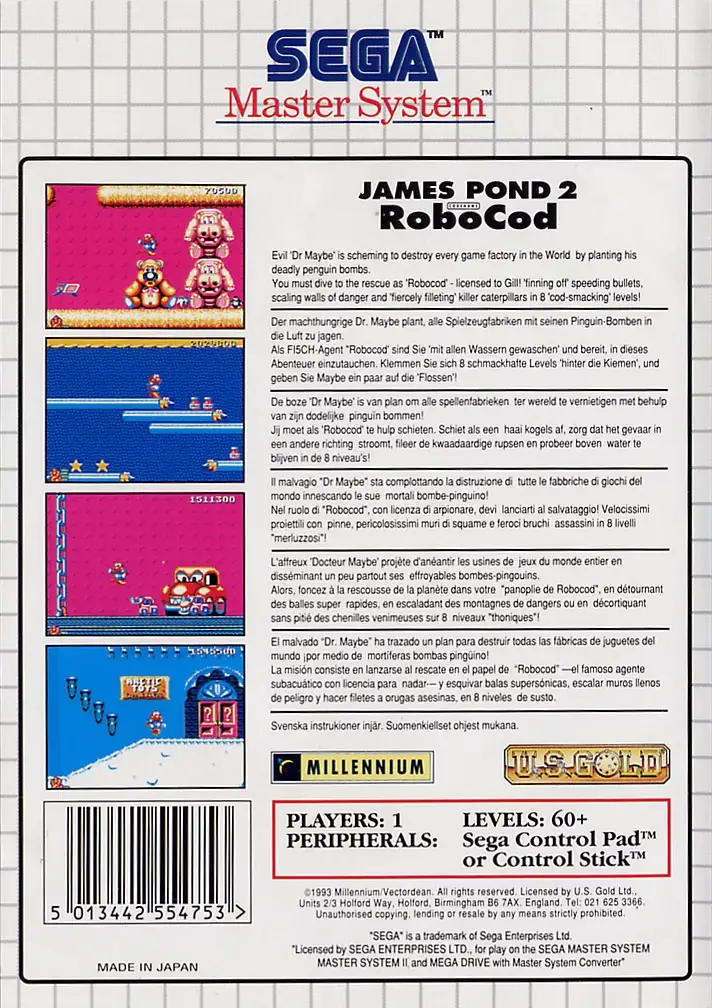 SEGA™
Master System™
JAMES POND 2
CODENAME
RoboCod
70500
2029800
1511300
1545500
ARCTIC
TOYS
Evil 'Dr Maybe' is scheming to destroy every game factory in the World by planting his
deadly penguin bombs.
You must dive to the rescue as 'Robocod' - licensed to Gill! 'finning off' speeding bullets,
scaling walls of danger and 'fiercely filleting' killer caterpillars in 8 'cod-smacking' levels!
Der machthungrige Dr. Maybe plant, alle Spielzeugfabriken mit seinen Pinguin-Bomben in
die Luft zu jagen.
Als FI5CH-Agent "Robocod' sind Sie 'mit allen Wassern gewaschen' und bereit, in dieses
Abenteuer einzutauchen. Klemmen Sie sich 8 schmackhafte Levels 'hinter die Kiemen', und
geben Sie Maybe ein paar auf die 'Flossen'!
De boze 'Dr Maybe' is van plan om alle spellenfabrieken ter wereld te vernietigen met behulp
van zijn dodelijke pinguïn bommen!
Jij moet als 'Robocod' te hulp schieten. Schiet als een haai kogels af, zorg dat het gevaar in
een andere richting stroomt, fileer de kwaadaardige rupsen en probeer boven water te
blijven in de 8 niveau's!
Il malvagio "Dr Maybe" sta complottando la distruzione di tutte le fabbriche di giochi del
mondo innescando le sue mortali bombe-pinguino!
Nel ruolo di "Robocod", con licenza di arpionare, devi lanciarti al salvataggio! Velocissimi
proiettili con pinne, pericolosissimi muri di squame e feroci bruchi assassini in 8 livelli
"merluzzosi"!
L'affreux 'Docteur Maybe' projète d'anéantir les usines de jeux du monde entier en
disséminant un peu partout ses effroyables bombes-pingouins.
Alors, foncez à la rescousse de la planète dans votre "panoplie de Robocod", en détournant
des balles super rapides, en escaladant des montagnes de dangers ou en décortiquant
sans pitié des chenilles venimeuses sur 8 niveaux "thoniques"!
El malvado "Dr. Maybe" ha trazado un plan para destruir todas las fábricas de juguetes del
mundo ¡por medio de mortíferas bombas pingüino!
La misión consiste en lanzarse al rescate en el papel de "Robocod" —el famoso agente
subacuático con licencia para nadar— y esquivar balas supersónicas, escalar muros llenos
de peligro y hacer filetes a orugas asesinas, en 8 niveles de susto.
Svenska instruktioner injär. Suomenkiellset ohjest mukana.
MILLENNIUM
U.S. GOLD
PLAYERS: 1 LEVELS: 60+
PERIPHERALS: Sega Control Pad™
or Control Stick™
5 013442 554753 >
MADE IN JAPAN
©1993 Millennium/Vectordean. All rights reserved. Licensed by U.S. Gold Ltd.,
Units 2/3 Holford Way, Holford, Birmingham B6 7AX. England. Tel: 021 625 3366.
Unauthorised copying, lending or resale by any means strictly prohibited.
"SEGA" is a trademark of Sega Enterprises Ltd.
"Licensed by SEGA ENTERPRISES LTD., for play on the SEGA MASTER SYSTEM
MASTER SYSTEM II, and MEGA DRIVE with Master System Converter"